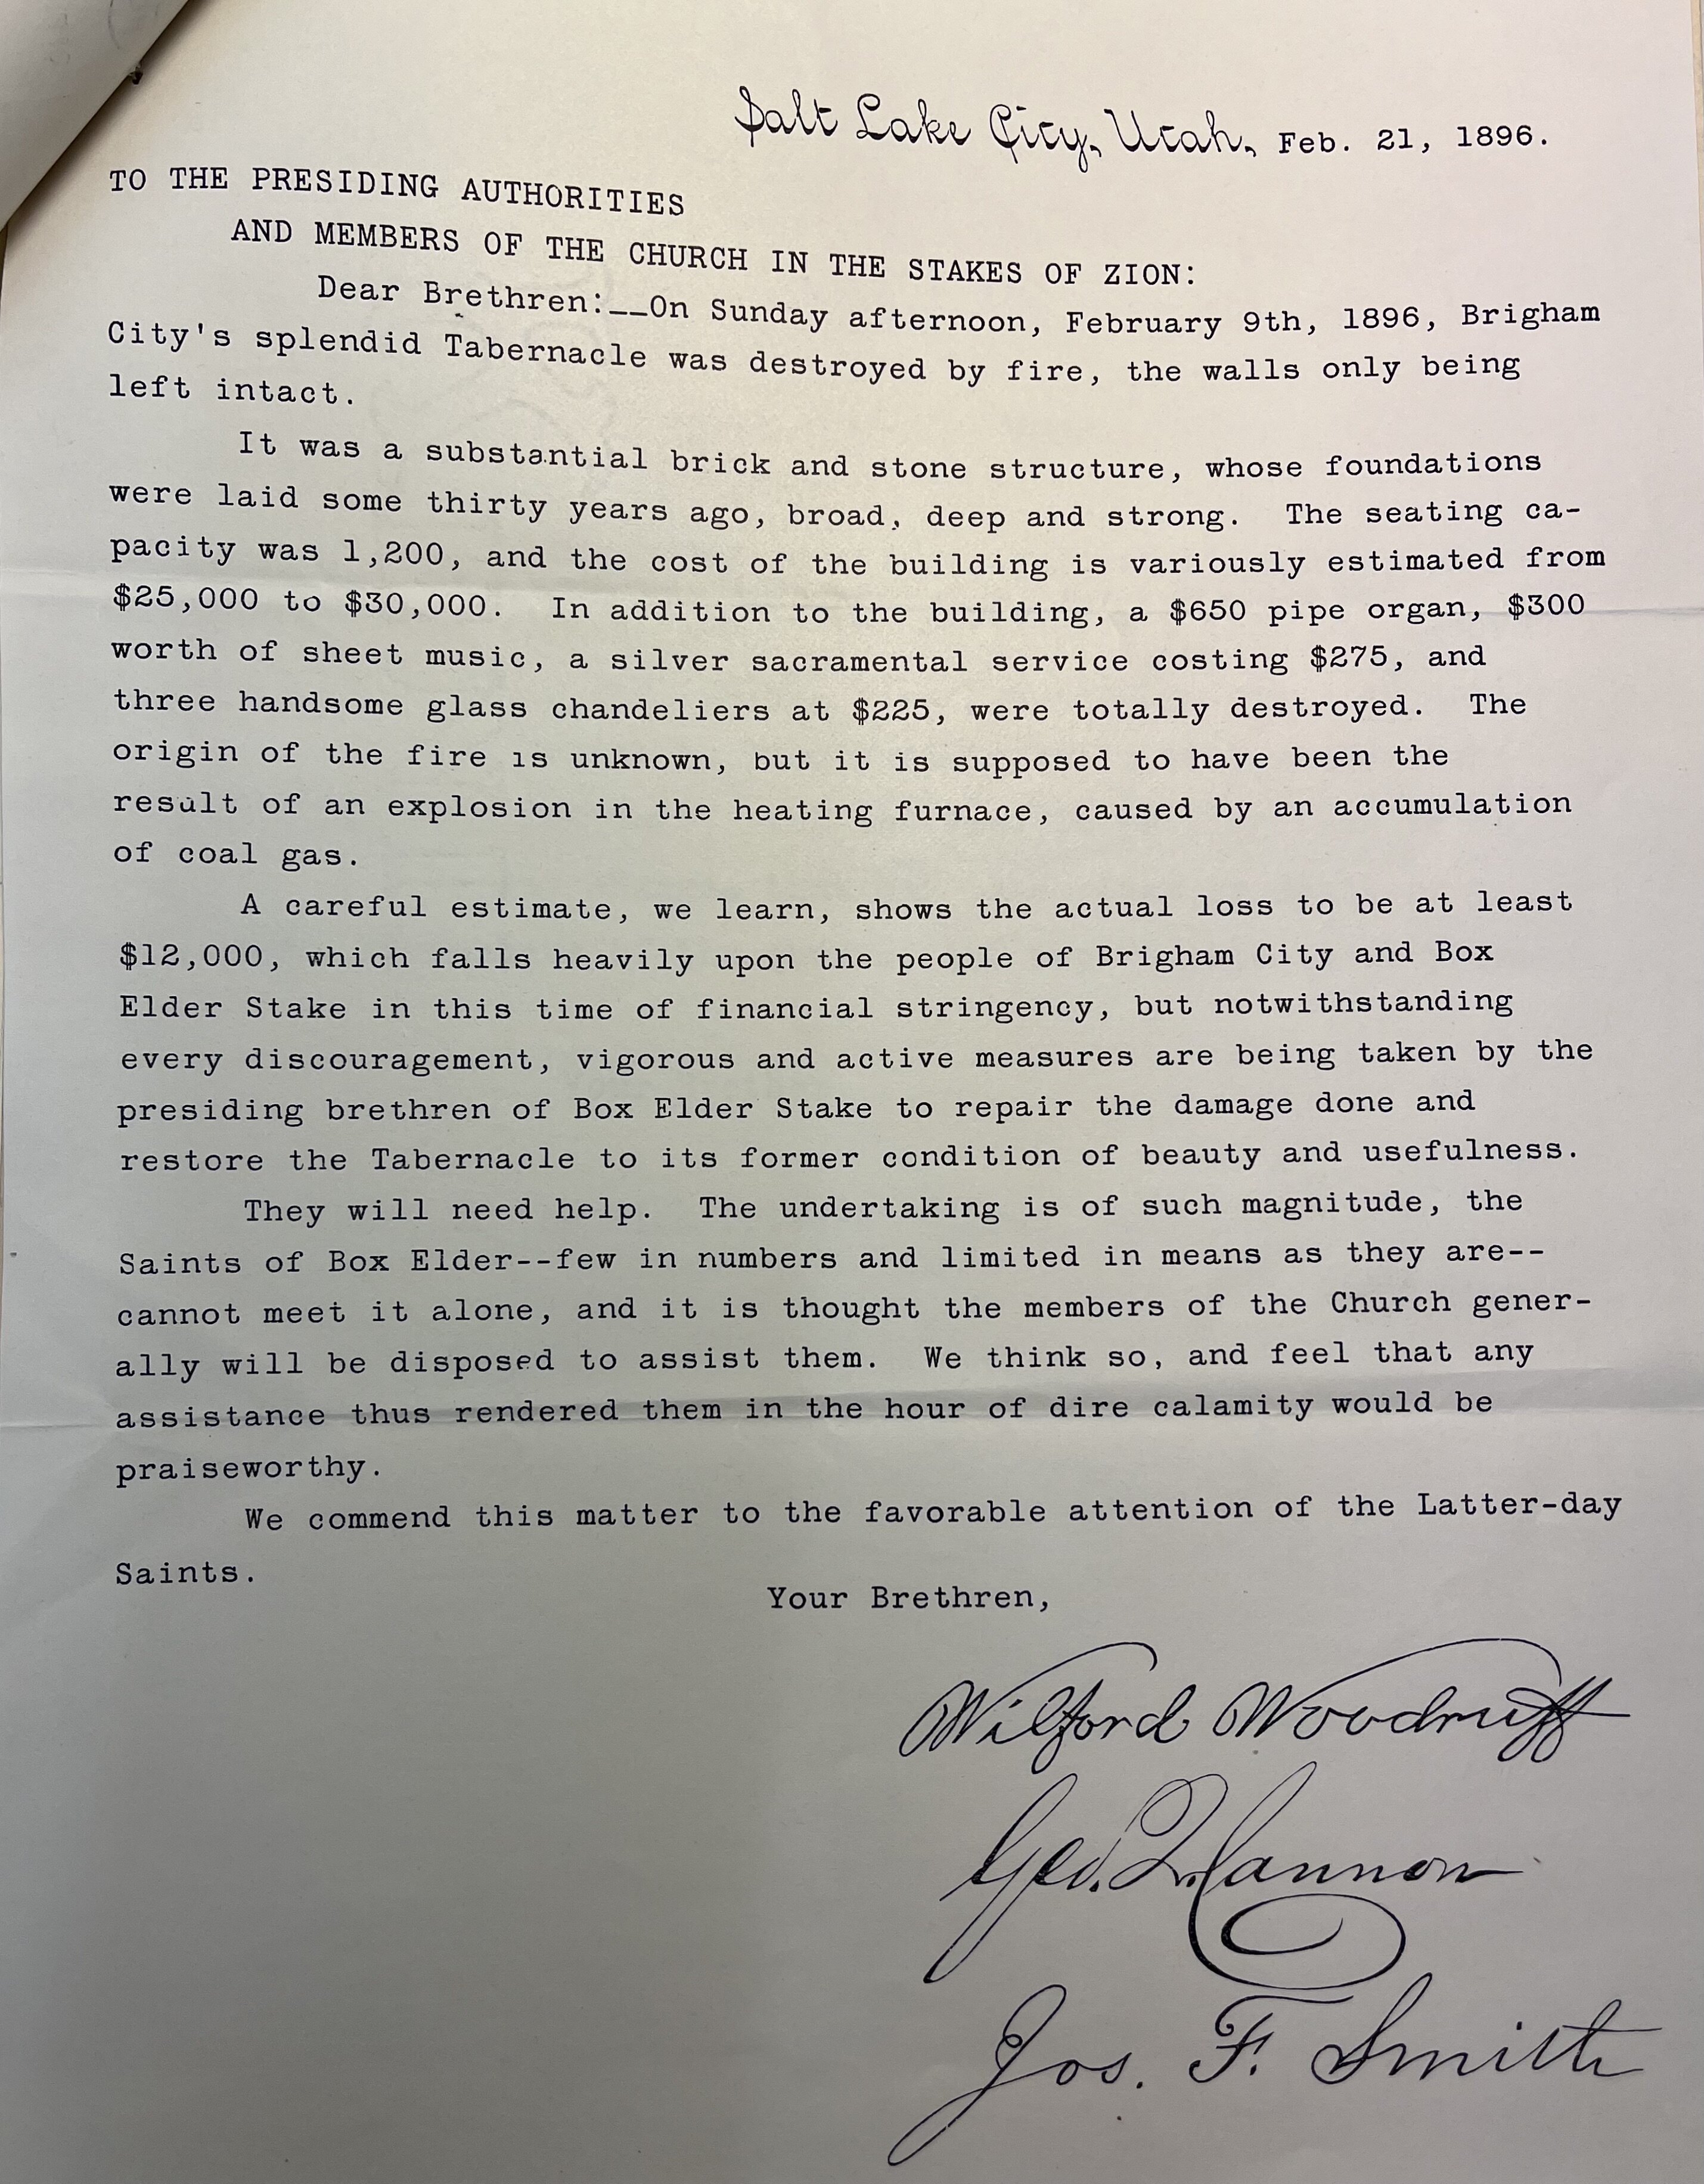 Salt Lake City, Utah, Feb. 21, 1896.
TO THE PRESIDING AUTHORITIES
AND MEMBERS OF THE CHURCH IN THE STAKES OF ZION:
Dear Brethren:__On Sunday afternoon, February 9th, 1896, Brigham
City's splendid Tabernacle was destroyed by fire, the walls only being
left intact.
It was a substantial brick and stone structure, whose foundations
were laid some thirty years ago, broad, deep and strong. The seating ca-
pacity was 1,200, and the cost of the building is variously estimated from
$25,000 to $30,000. In addition to the building, a $650 pipe organ, $300
worth of sheet music, a silver sacramental service costing $275, and
three handsome glass chandeliers at $225, were totally destroyed. The
origin of the fire is unknown, but it is supposed to have been the
result of an explosion in the heating furnace, caused by an accumulation
of coal gas.
A careful estimate, we learn, shows the actual loss to be at least
$12,000, which falls heavily upon the people of Brigham City and Box
Elder Stake in this time of financial stringency, but notwithstanding
every discouragement, vigorous and active measures are being taken by the
presiding brethren of Box Elder Stake to repair the damage done and
restore the Tabernacle to its former condition of beauty and usefulness.
They will need help. The undertaking is of such magnitude, the
Saints of Box Elder--few in numbers and limited in means as they are--
cannot meet it alone, and it is thought the members of the Church gener-
ally will be disposed to assist them. We think so, and feel that any
assistance thus rendered them in the hour of dire calamity would be
praiseworthy.
We commend this matter to the favorable attention of the Latter-day
Saints.
Your Brethren,
Wilford Woodruff
Geo. Q. Cannon
Jos. F. Smith